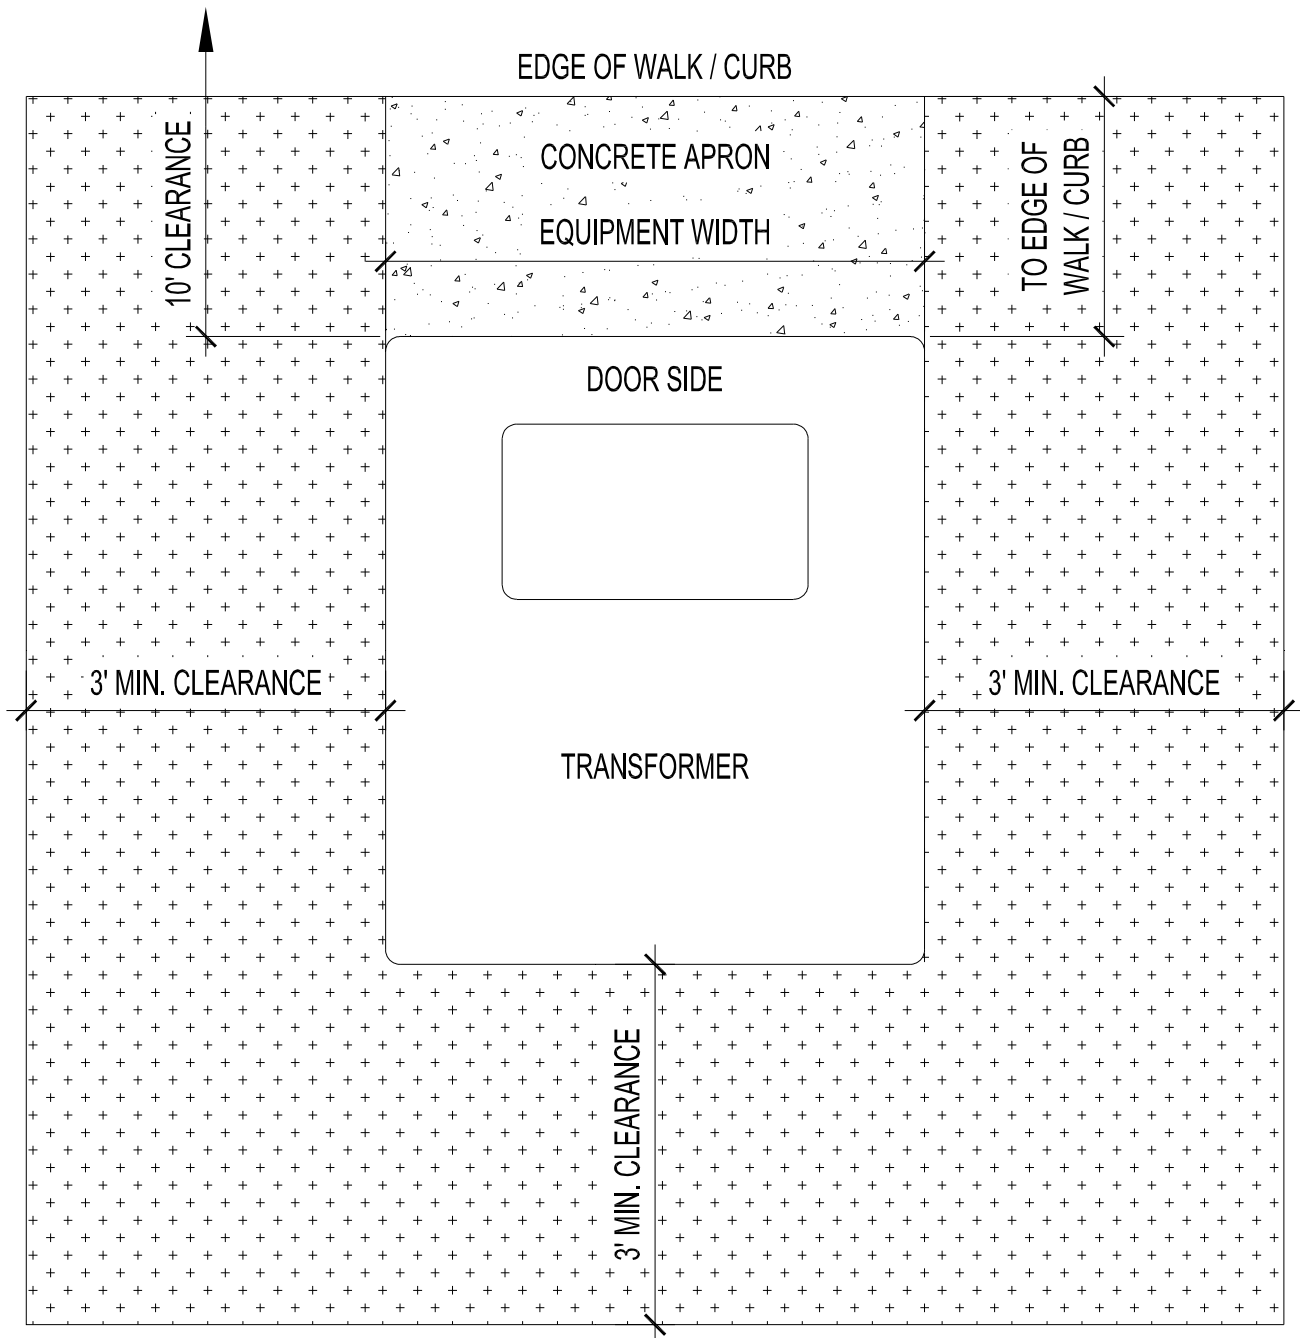 EDGE OF WALK / CURB
CONCRETE APRON
EQUIPMENT WIDTH
10' CLEARANCE
TO EDGE OF
WALK / CURB
DOOR SIDE
3' MIN. CLEARANCE
3' MIN. CLEARANCE
TRANSFORMER
3' MIN. CLEARANCE